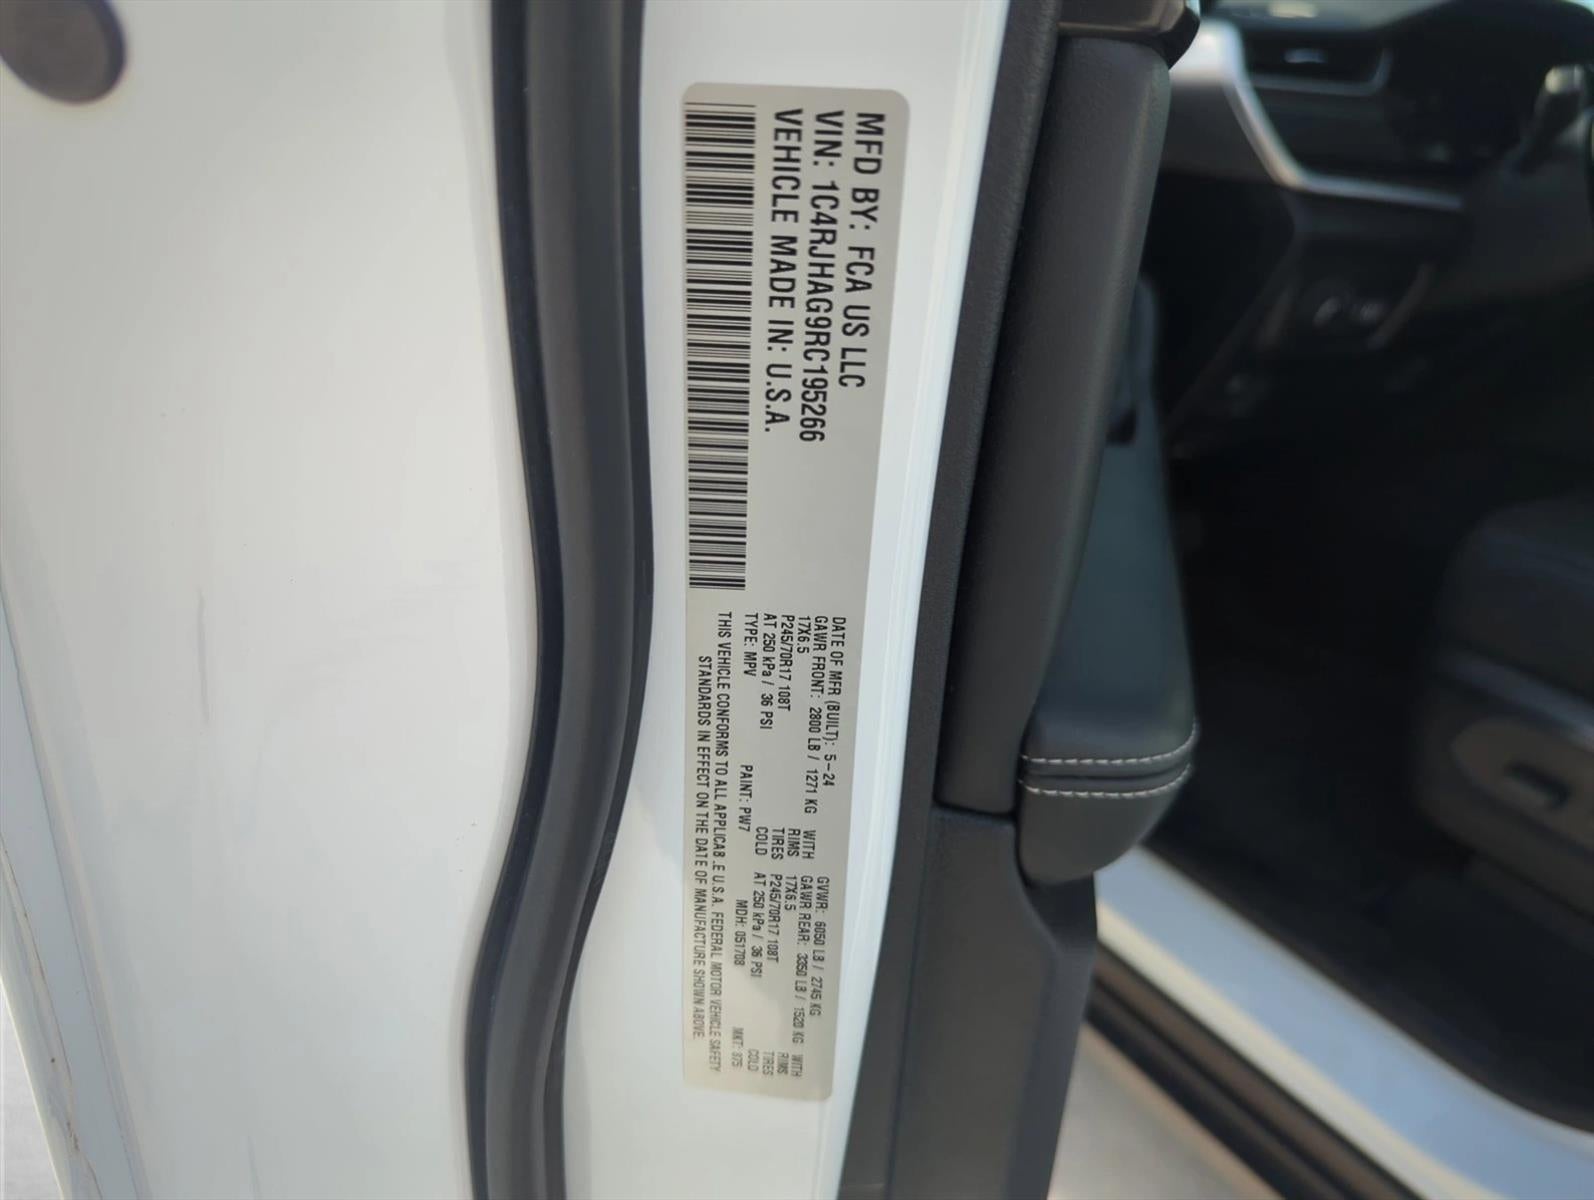 MFD BY: FCA US LLC
VIN: 1C4RJHAG9RC195266
VEHICLE MADE IN: U.S.A.
DATE OF MFR (BUILT): 5-24 GVWR: 6050 LB / 2745 KG
GAWR FRONT: 2800 LB / 1271 KG WITH GAWR REAR: 3350 LB / 1520 KG WITH
17X6.5 RIMS 17X6.5 RIMS
P245/70R17 108T TIRES P245/70R17 108T TIRES
AT 250 kPa / 36 PSI COLD AT 250 kPa / 36 PSI COLD
TYPE: MPV PAINT: PW7 MDH: 051708 MKT: 875
THIS VEHICLE CONFORMS TO ALL APPLICAB.E U.S.A. FEDERAL MOTOR VEHICLE SAFETY
STANDARDS IN EFFECT ON THE DATE OF MANUFACTURE SHOWN ABOVE.